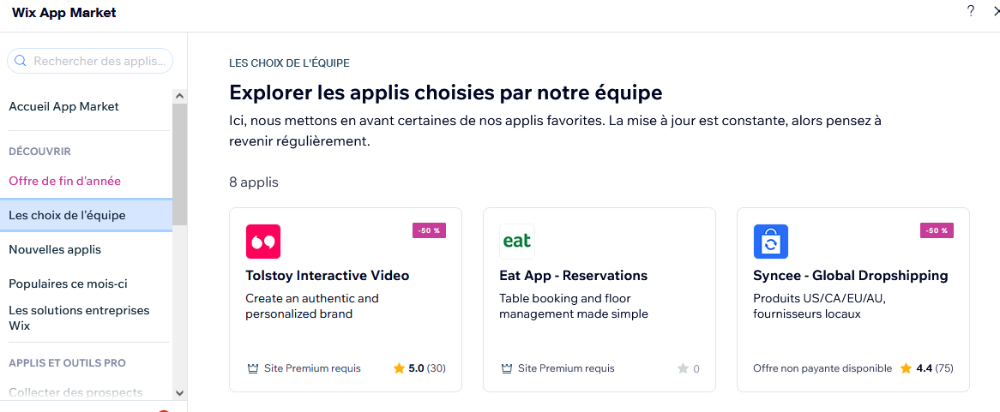 Wix App Market
?
Rechercher des applis...
Accueil App Market
DÉCOUVRIR
Offre de fin d'année
Les choix de l'équipe
Nouvelles applis
Populaires ce mois-ci
Les solutions entreprises
Wix
APPLIS ET OUTILS PRO
Collecter des prospects
LES CHOIX DE L'ÉQUIPE
Explorer les applis choisies par notre équipe
Ici, nous mettons en avant certaines de nos applis favorites. La mise à jour est constante, alors pensez à
revenir régulièrement.
8 applis
-50 %
Tolstoy Interactive Video
Create an authentic and
personalized brand
Site Premium requis
5.0 (30)
eat
Eat App - Reservations
Table booking and floor
management made simple
Site Premium requis
0
-50 %
Syncee - Global Dropshipping
Produits US/CA/EU/AU,
fournisseurs locaux
Offre non payante disponible
4.4 (75)